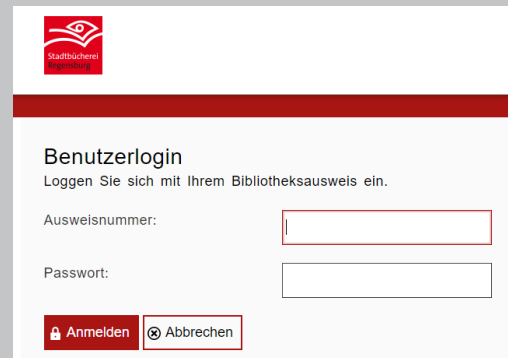 Stadtbücherei
Regensburg
Benutzerlogin
Loggen Sie sich mit Ihrem Bibliotheksausweis ein.
Ausweisnummer:
Passwort:
Anmelden
Abbrechen